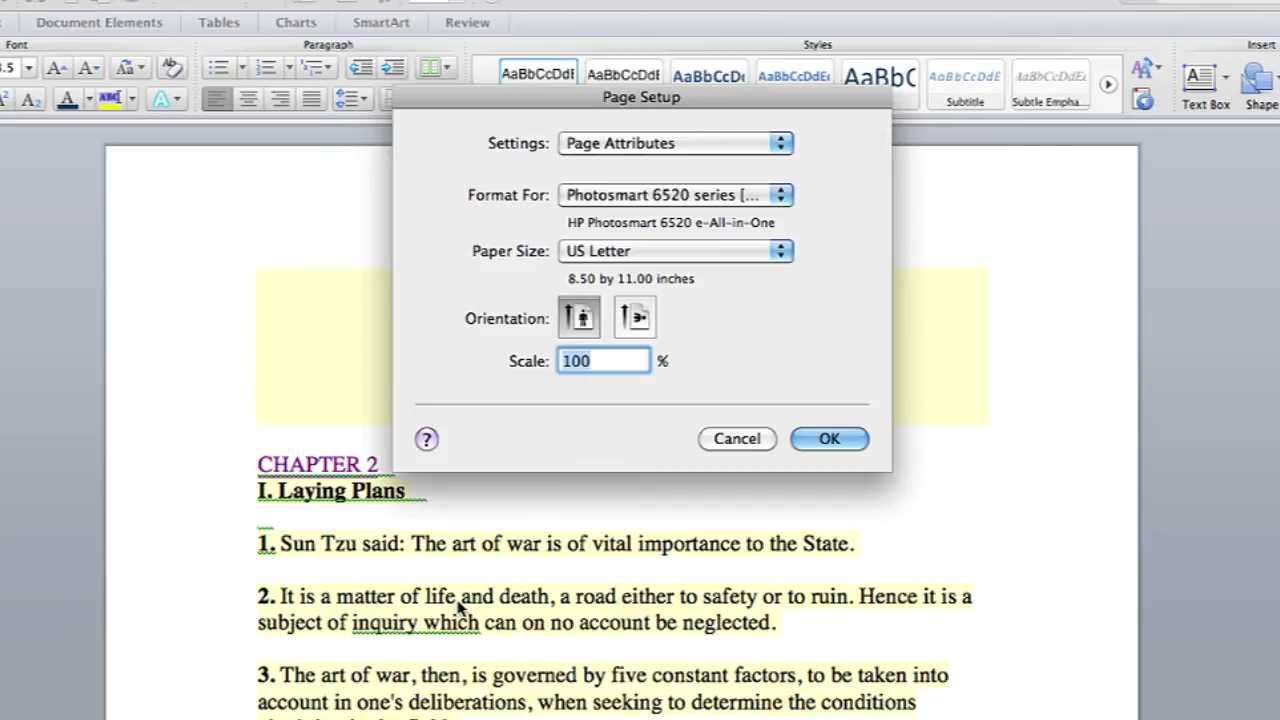 Document Elements Tables Charts SmartArt Review
Font Paragraph Styles Insert
AaBbCcDdE AaBbCcDdE AaBbCcDc AaBbCcDdEe AaBbC AaBbCcDdE AaBbCcDdE
Subtitle Subtle Empha... Text Box Shape
Page Setup
Settings: Page Attributes
Format For: Photosmart 6520 series [...
HP Photosmart 6520 e-All-in-One
Paper Size: US Letter
8.50 by 11.00 inches
Orientation:
Scale: 100 %
? Cancel OK
CHAPTER 2
I. Laying Plans
1. Sun Tzu said: The art of war is of vital importance to the State.
2. It is a matter of life and death, a road either to safety or to ruin. Hence it is a
subject of inquiry which can on no account be neglected.
3. The art of war, then, is governed by five constant factors, to be taken into
account in one's deliberations, when seeking to determine the conditions